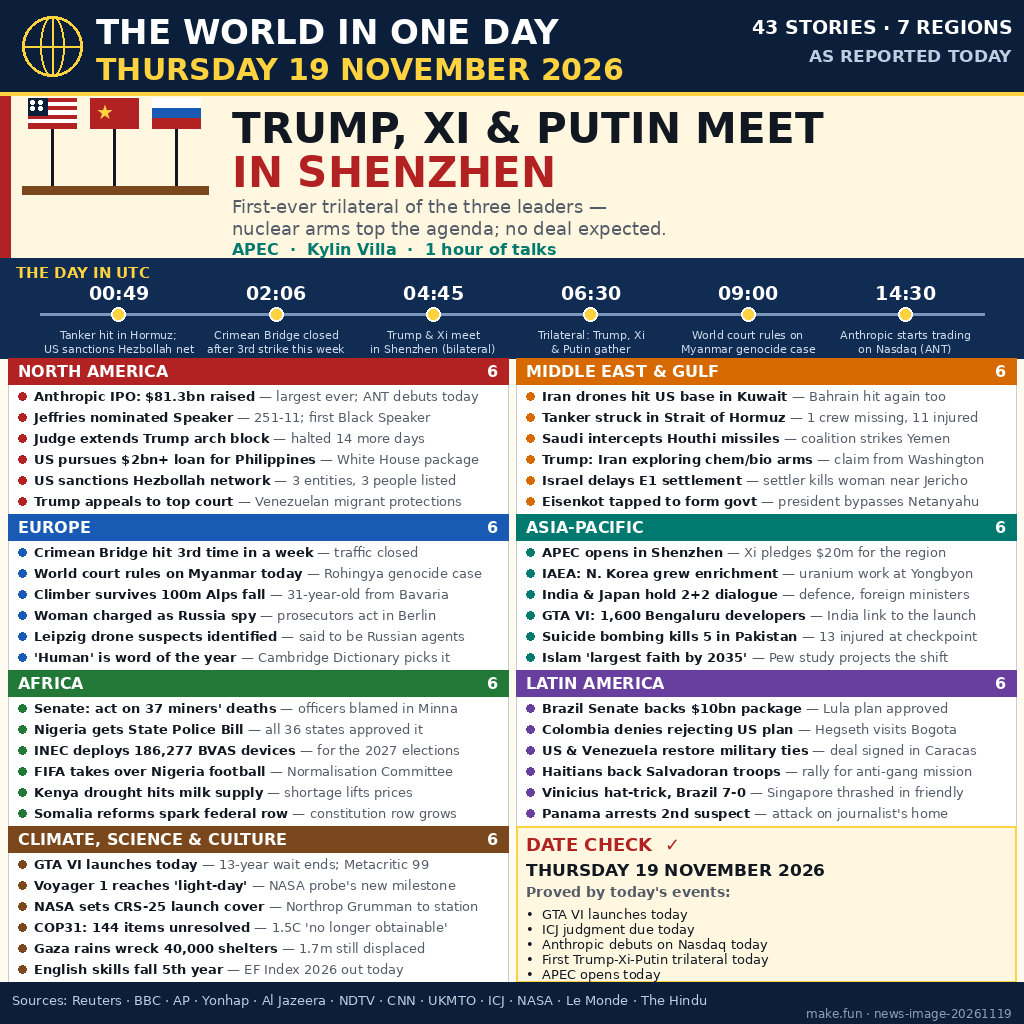 THE WORLD IN ONE DAY
THURSDAY 19 NOVEMBER 2026
43 STORIES · 7 REGIONS
AS REPORTED TODAY
TRUMP, XI & PUTIN MEET
IN SHENZHEN
First-ever trilateral of the three leaders —
nuclear arms top the agenda; no deal expected.
APEC · Kylin Villa · 1 hour of talks
THE DAY IN UTC
00:49
Tanker hit in Hormuz;
US sanctions Hezbollah net
02:06
Crimean Bridge closed
after 3rd strike this week
04:45
Trump & Xi meet
in Shenzhen (bilateral)
06:30
Trilateral: Trump, Xi
& Putin gather
09:00
World court rules on
Myanmar genocide case
14:30
Anthropic starts trading
on Nasdaq (ANT)
NORTH AMERICA 6
Anthropic IPO: $81.3bn raised — largest ever; ANT debuts today
Jeffries nominated Speaker — 251-11; first Black Speaker
Judge extends Trump arch block — halted 14 more days
US pursues $2bn+ loan for Philippines — White House package
US sanctions Hezbollah network — 3 entities, 3 people listed
Trump appeals to top court — Venezuelan migrant protections
MIDDLE EAST & GULF 6
Iran drones hit US base in Kuwait — Bahrain hit again too
Tanker struck in Strait of Hormuz — 1 crew missing, 11 injured
Saudi intercepts Houthi missiles — coalition strikes Yemen
Trump: Iran exploring chem/bio arms — claim from Washington
Israel delays E1 settlement — settler kills woman near Jericho
Eisenkot tapped to form govt — president bypasses Netanyahu
EUROPE 6
Crimean Bridge hit 3rd time in a week — traffic closed
World court rules on Myanmar today — Rohingya genocide case
Climber survives 100m Alps fall — 31-year-old from Bavaria
Woman charged as Russia spy — prosecutors act in Berlin
Leipzig drone suspects identified — said to be Russian agents
'Human' is word of the year — Cambridge Dictionary picks it
ASIA-PACIFIC 6
APEC opens in Shenzhen — Xi pledges $20m for the region
IAEA: N. Korea grew enrichment — uranium work at Yongbyon
India & Japan hold 2+2 dialogue — defence, foreign ministers
GTA VI: 1,600 Bengaluru developers — India link to the launch
Suicide bombing kills 5 in Pakistan — 13 injured at checkpoint
Islam 'largest faith by 2035' — Pew study projects the shift
AFRICA 6
Senate: act on 37 miners' deaths — officers blamed in Minna
Nigeria gets State Police Bill — all 36 states approved it
INEC deploys 186,277 BVAS devices — for the 2027 elections
FIFA takes over Nigeria football — Normalisation Committee
Kenya drought hits milk supply — shortage lifts prices
Somalia reforms spark federal row — constitution row grows
LATIN AMERICA 6
Brazil Senate backs $10bn package — Lula plan approved
Colombia denies rejecting US plan — Hegseth visits Bogota
US & Venezuela restore military ties — deal signed in Caracas
Haitians back Salvadoran troops — rally for anti-gang mission
Vinicius hat-trick, Brazil 7-0 — Singapore thrashed in friendly
Panama arrests 2nd suspect — attack on journalist's home
CLIMATE, SCIENCE & CULTURE 6
GTA VI launches today — 13-year wait ends; Metacritic 99
Voyager 1 reaches 'light-day' — NASA probe's new milestone
NASA sets CRS-25 launch cover — Northrop Grumman to station
COP31: 144 items unresolved — 1.5C 'no longer obtainable'
Gaza rains wreck 40,000 shelters — 1.7m still displaced
English skills fall 5th year — EF Index 2026 out today
DATE CHECK ✓
THURSDAY 19 NOVEMBER 2026
Proved by today's events:
• GTA VI launches today
• ICJ judgment due today
• Anthropic debuts on Nasdaq today
• First Trump-Xi-Putin trilateral today
• APEC opens today
Sources: Reuters · BBC · AP · Yonhap · Al Jazeera · NDTV · CNN · UKMTO · ICJ · NASA · Le Monde · The Hindu
make.fun · news-image-20261119